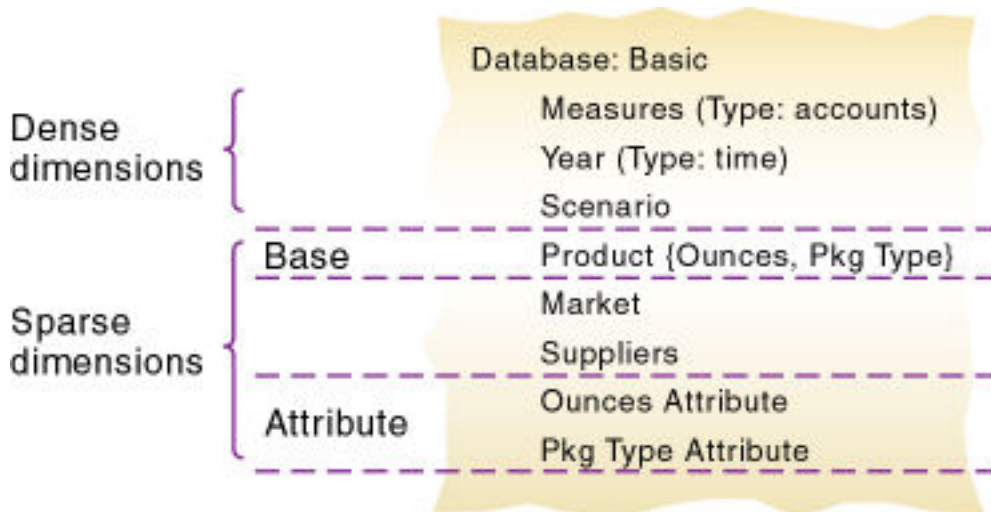 Database: Basic
Dense
dimensions
Measures (Type: accounts)
Year (Type: time)
Scenario
Sparse
dimensions
Base
Product {Ounces, Pkg Type}
Market
Suppliers
Attribute
Ounces Attribute
Pkg Type Attribute